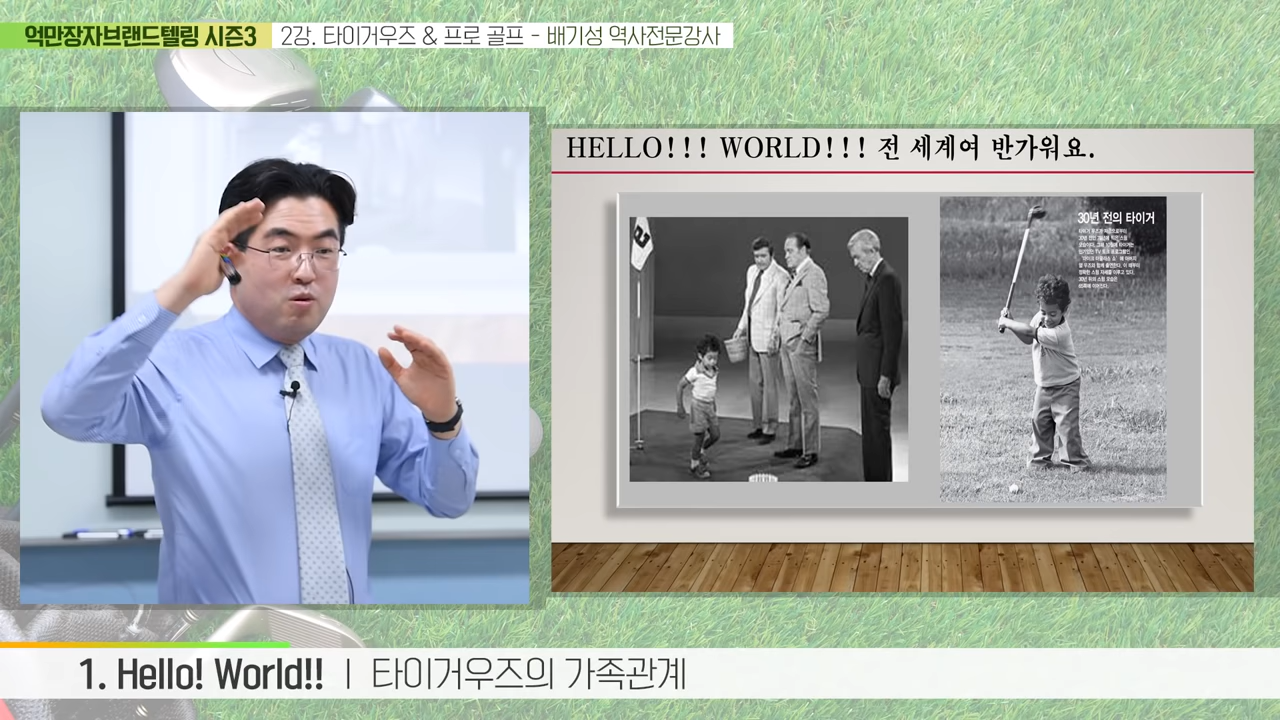 억만장자브랜드텔링 시즌3
2강. 타이거우즈 & 프로 골프 - 배기성 역사전문강사
HELLO!!! WORLD!!! 전 세계여 반가워요.
2
30년 전의 타이거
1. Hello! World!! ㅣ 타이거우즈의 가족관계